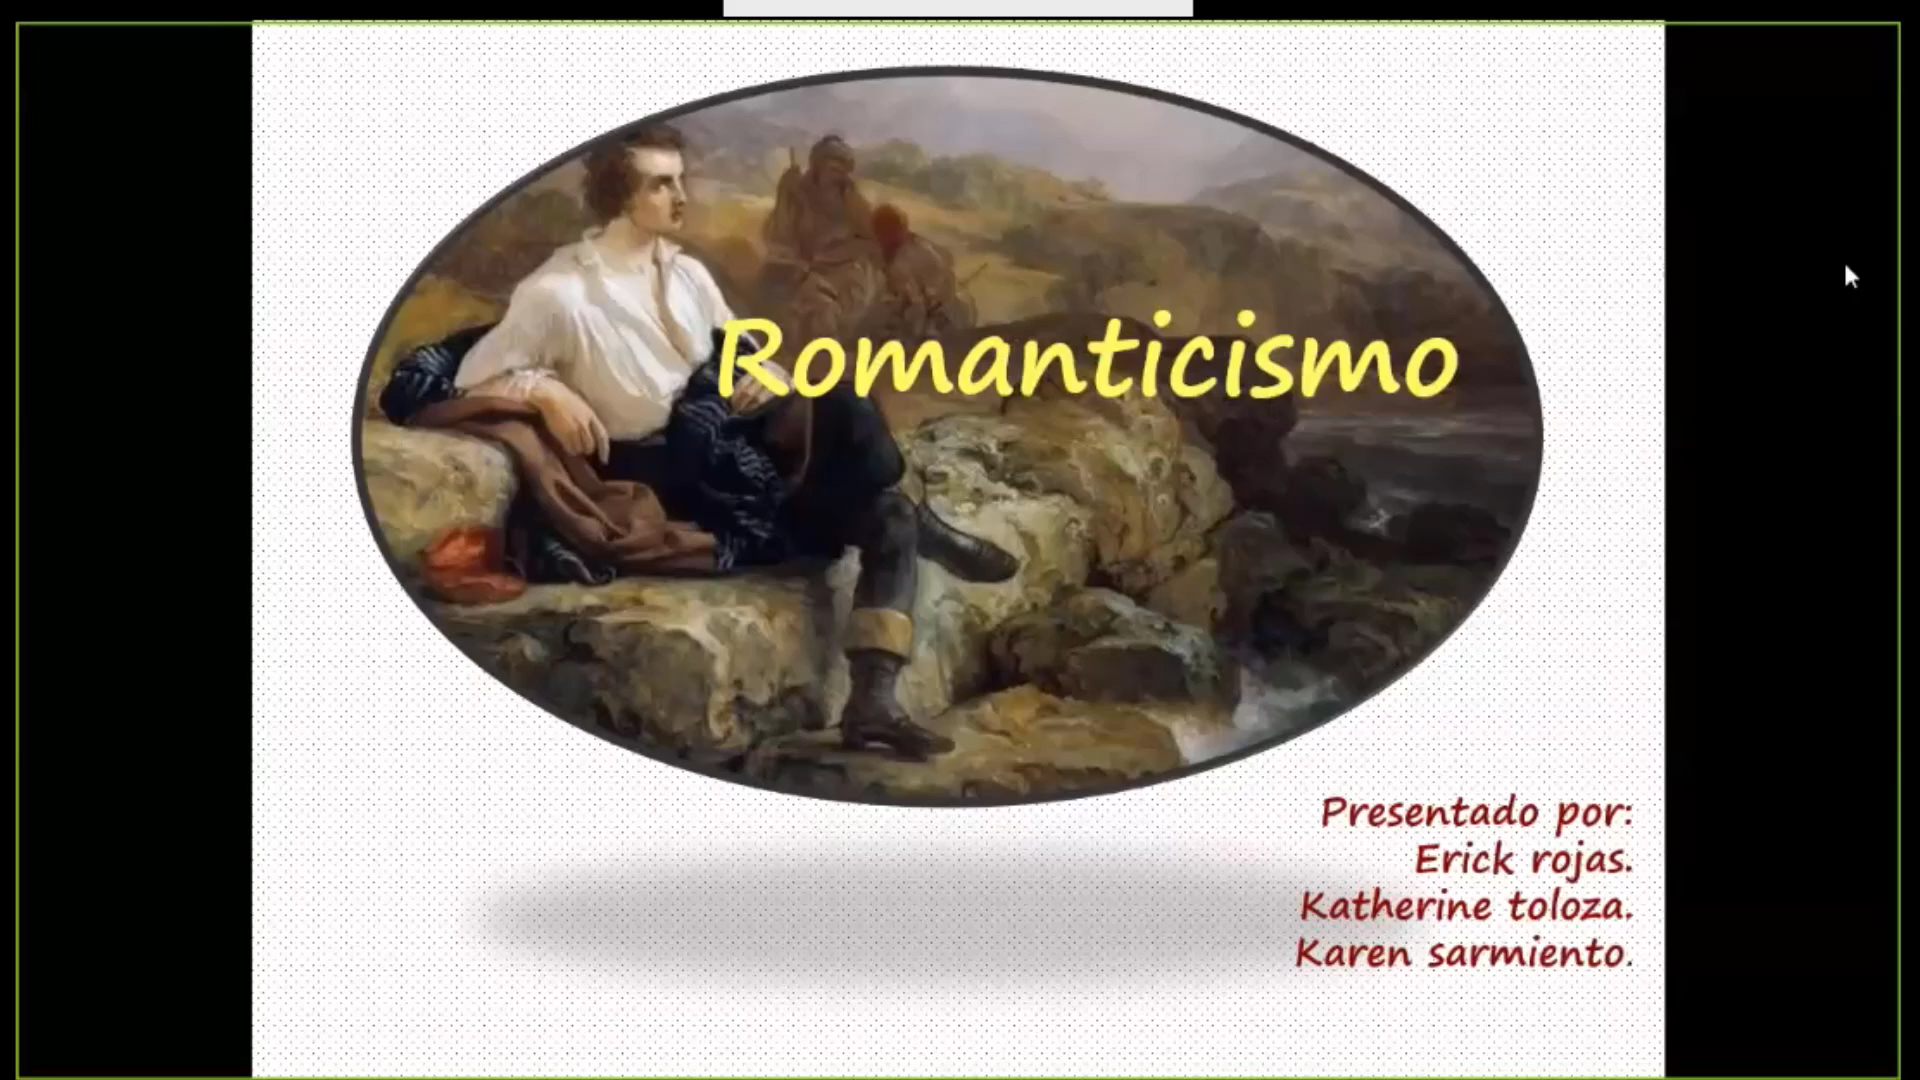 Romanticismo
Presentado por:
Erick rojas.
Katherine toloza.
Karen sarmiento.